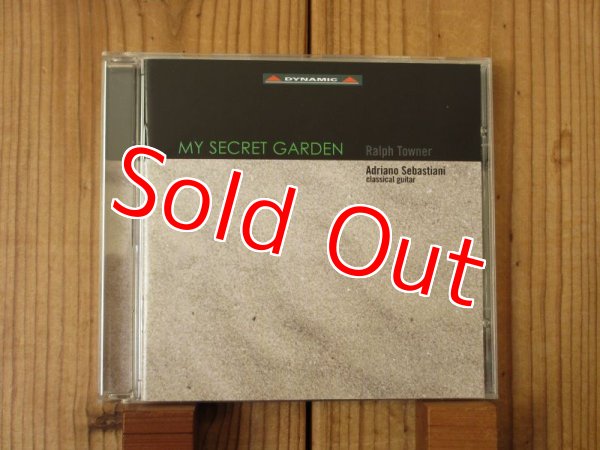 DYNAMIC
MY SECRET GARDEN
Ralph Towner
Adriano Sebastiani
classical guitar
Sold Out